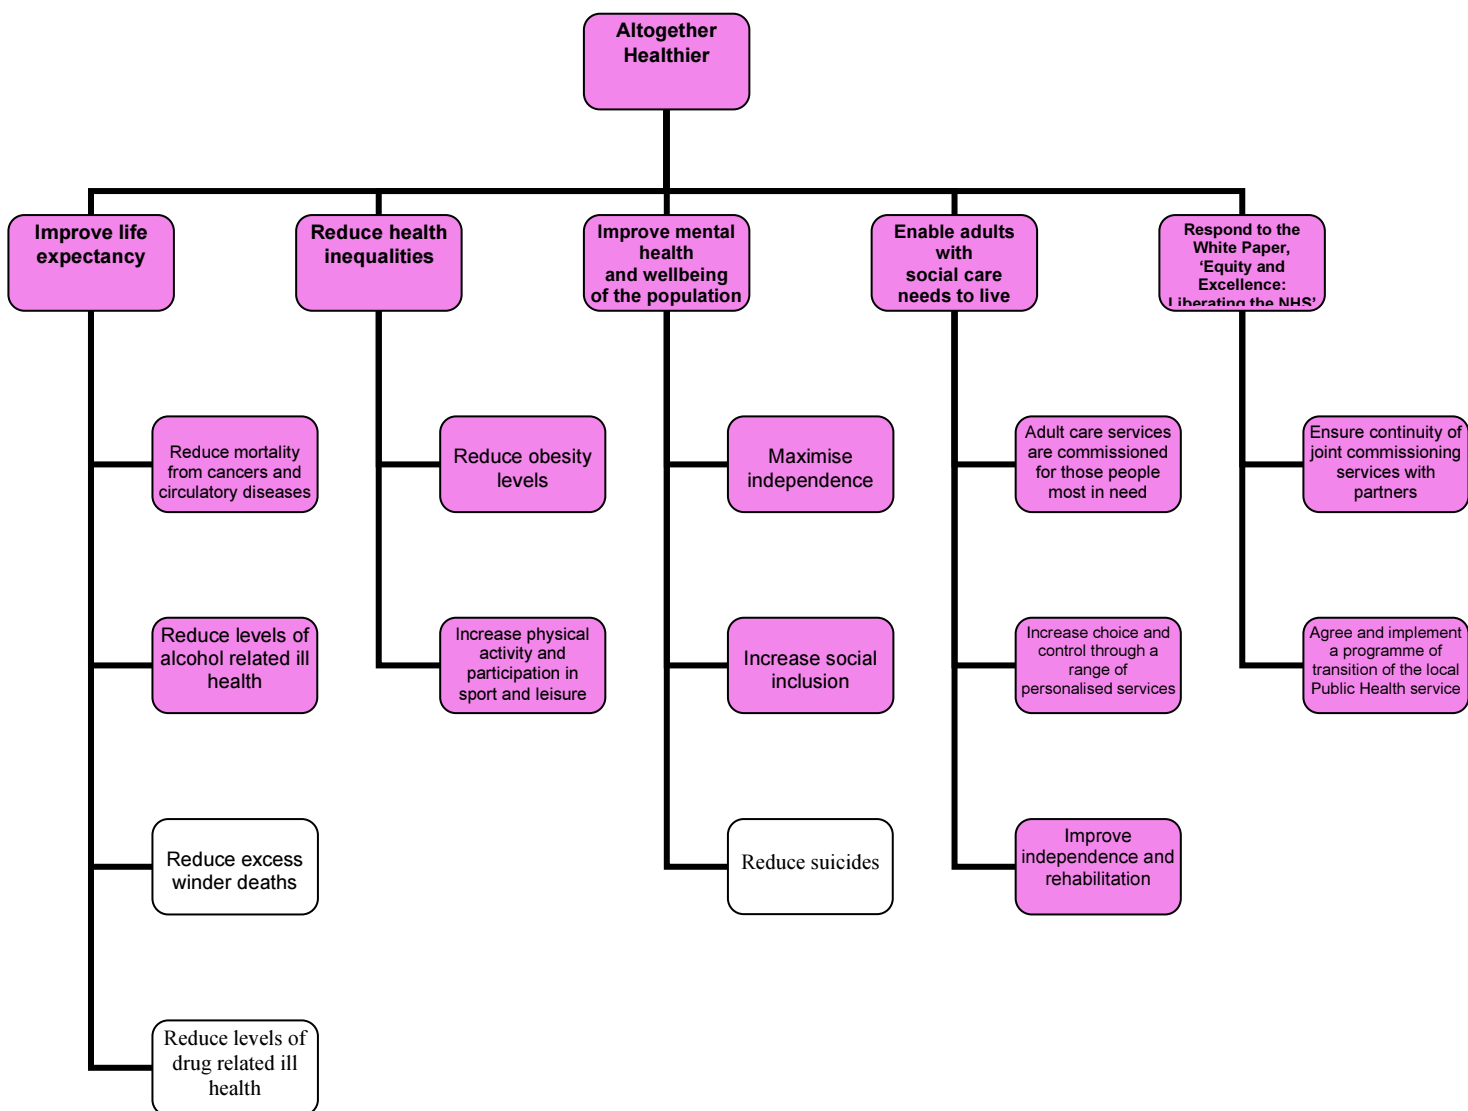 Altogether
Healthier
Improve life
expectancy
Reduce health
inequalities
Improve mental
health
and wellbeing
of the population
Enable adults
with
social care
needs to live
Respond to the
White Paper,
‘Equity and
Excellence:
Liberating the NHS’
Reduce mortality
from cancers and
circulatory diseases
Reduce obesity
levels
Maximise
independence
Adult care services
are commissioned
for those people
most in need
Ensure continuity of
joint commissioning
services with
partners
Reduce levels of
alcohol related ill
health
Increase physical
activity and
participation in
sport and leisure
Increase social
inclusion
Increase choice and
control through a
range of
personalised services
Agree and implement
a programme of
transition of the local
Public Health service
Reduce excess
winder deaths
Reduce suicides
Improve
independence and
rehabilitation
Reduce levels of
drug related ill
health